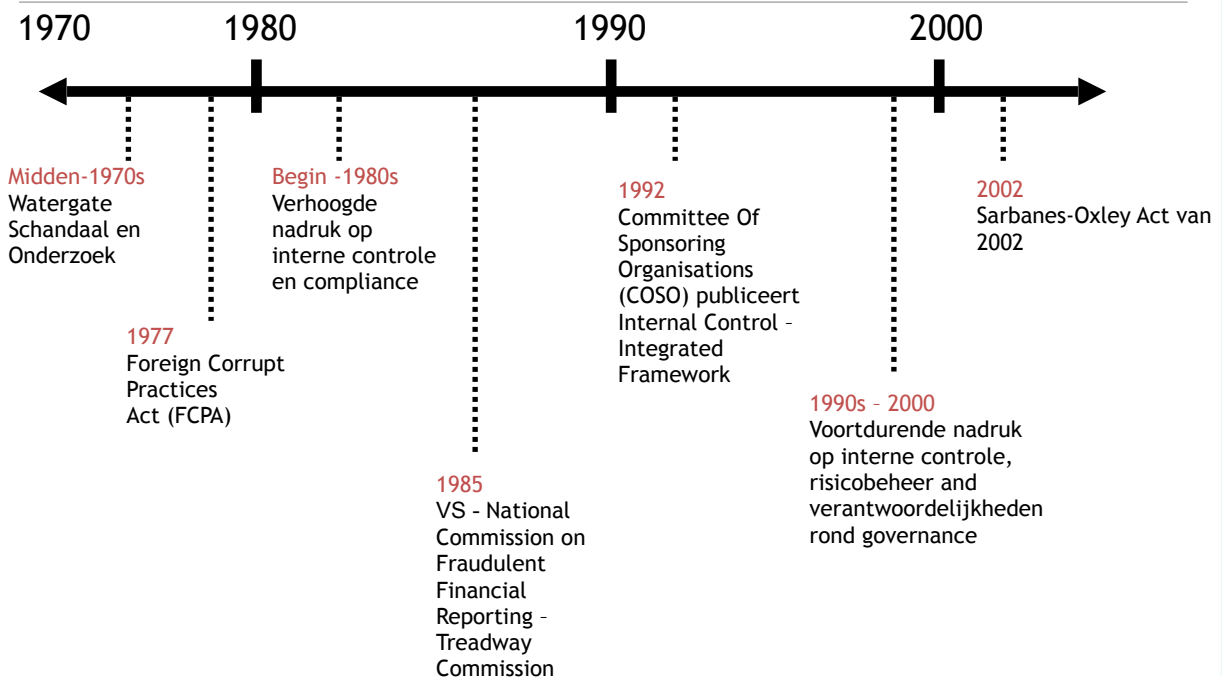 1970
1980
1990
2000
Midden-1970s
Watergate
Schandaal en
Onderzoek
1977
Foreign Corrupt
Practices
Act (FCPA)
Begin -1980s
Verhoogde
nadruk op
interne controle
en compliance
1985
VS - National
Commission on
Fraudulent
Financial
Reporting –
Treadway
Commission
1992
Committee Of
Sponsoring
Organisations
(COSO) publiceert
Internal Control –
Integrated
Framework
1990s – 2000
Voortdurende nadruk
op interne controle,
risicobeheer and
verantwoordelijkheden
rond governance
2002
Sarbanes-Oxley Act van
2002